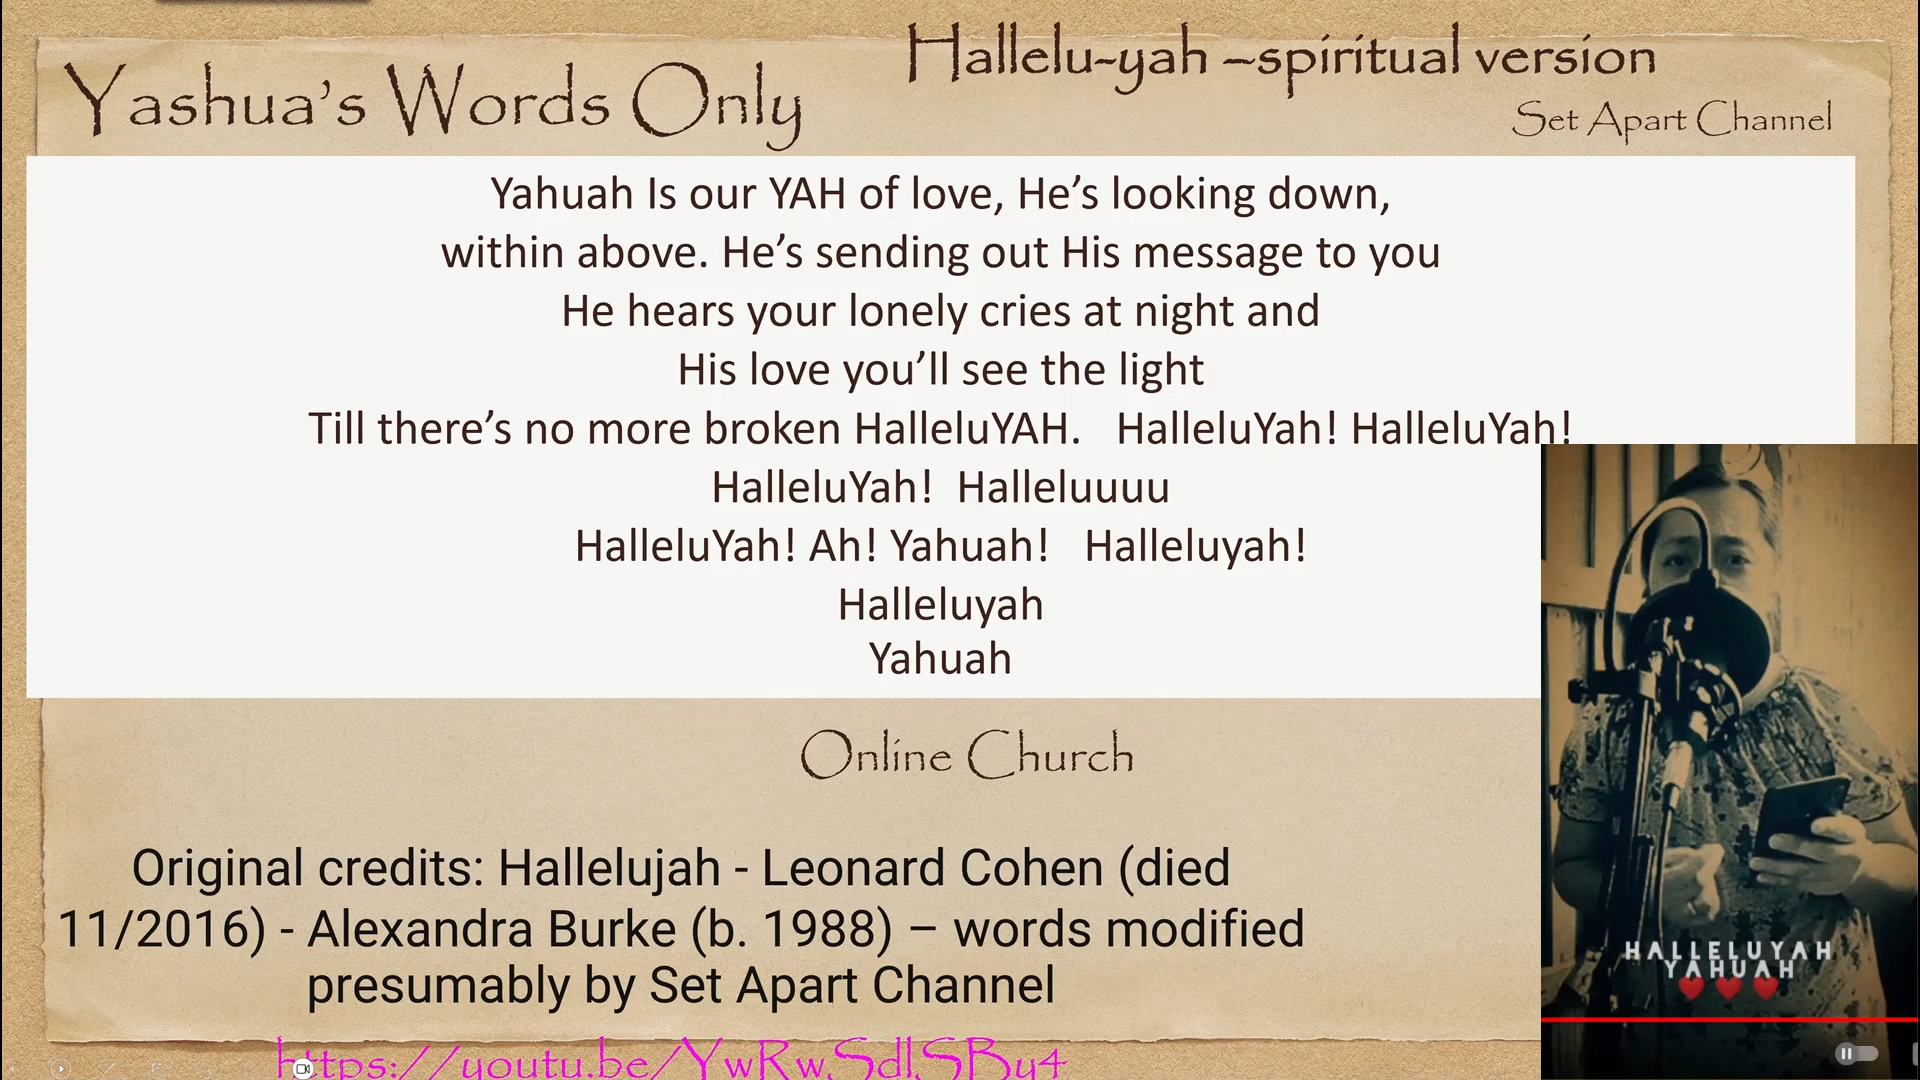 Hallelu-yah –spiritual version
Yashua’s Words Only
Set Apart Channel
Yahuah Is our YAH of love, He’s looking down,
within above. He’s sending out His message to you
He hears your lonely cries at night and
His love you’ll see the light
Till there’s no more broken HalleluYAH.   HalleluYah! HalleluYah!
HalleluYah!  Halleluuuu
HalleluYah! Ah! Yahuah!   Halleluyah!
Halleluyah
Yahuah
Online Church
Original credits: Hallelujah - Leonard Cohen (died
11/2016) - Alexandra Burke (b. 1988) – words modified
presumably by Set Apart Channel
https://youtu.be/YwRwSdlSBu4
HALLELUYAH
YAHUAH